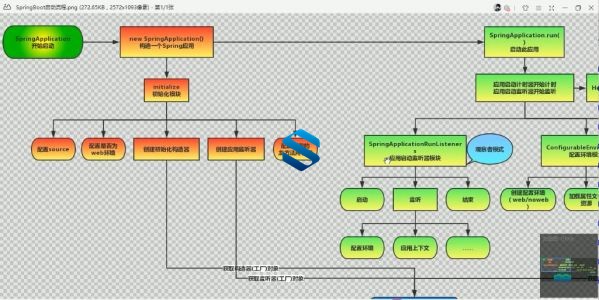 SpringBoot启动流程.png (272.65KB , 2572x1093像素) - 第1/1张
SpringApplication
开始启动
new SpringApplication()
构造一个Spring应用
SpringApplication.run(
)
启动此应用
initialize
初始化模块
应用启动计时器开始计时
应用启动监听器开始监听
配置source
配置是否为
web环境
创建初始化构造器
创建应用监听器
SpringApplicationRunListener
s
应用启动监听器模块
观察者模式
ConfigurableEnv
配置环境模
启动
监听
结束
创建配置环境
(web/noweb)
加载属性文
资源
配置环境
应用上下文
......
获取构造器(工厂)对象
获取监听器(工厂)对象